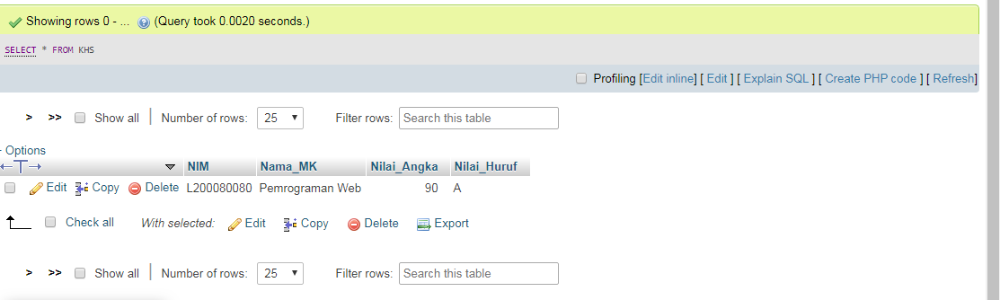 Showing rows 0 - ... (Query took 0.0020 seconds.)
SELECT * FROM KHS
Profiling [Edit inline] [ Edit ] [ Explain SQL ] [ Create PHP code ] [ Refresh]
> >> Show all | Number of rows: 25 Filter rows: Search this table
- Options
←T→ NIM Nama_MK Nilai_Angka Nilai_Huruf
Edit Copy Delete L200080080 Pemrograman Web 90 A
Check all With selected: Edit Copy Delete Export
> >> Show all | Number of rows: 25 Filter rows: Search this table